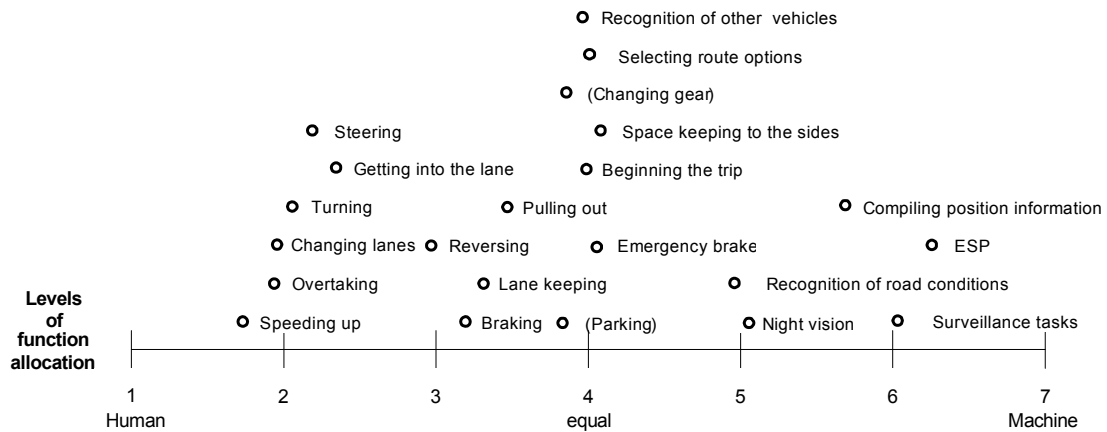 Recognition of other vehicles
Selecting route options
(Changing gear)
Steering
Space keeping to the sides
Getting into the lane
Beginning the trip
Turning
Pulling out
Compiling position information
Changing lanes
Reversing
Emergency brake
ESP
Overtaking
Lane keeping
Recognition of road conditions
Speeding up
Braking
(Parking)
Night vision
Surveillance tasks
Levels
of
function
allocation
1 2 3 4 5 6 7
Human equal Machine